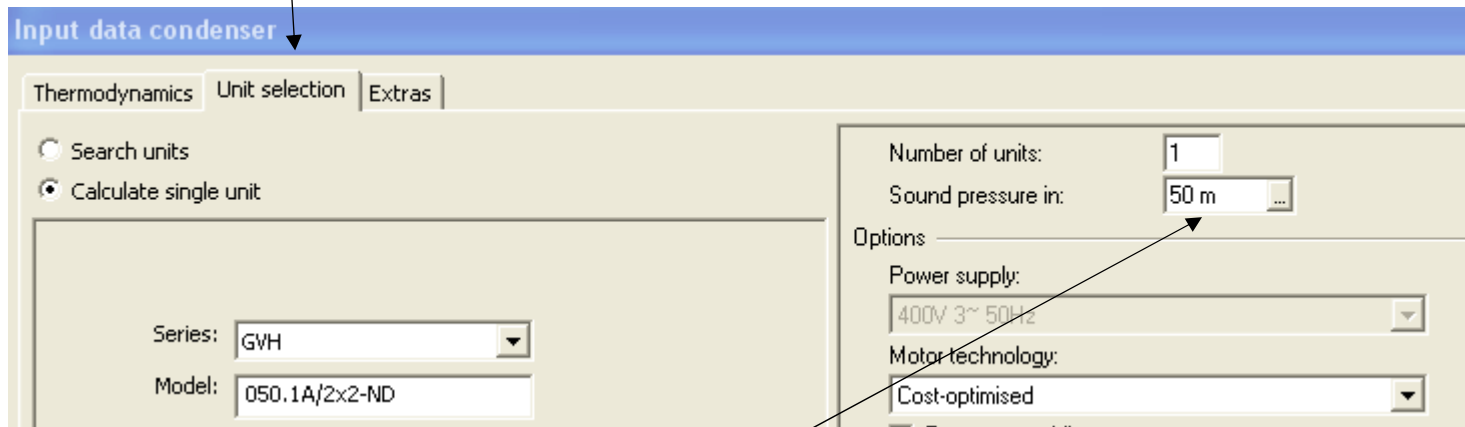 Input data condenser
Thermodynamics Unit selection Extras
Search units
Calculate single unit
Series: GVH
Model: 050.1A/2x2-ND
Number of units: 1
Sound pressure in: 50 m ...
Options
Power supply:
400V 3~ 50Hz
Motor technology:
Cost-optimised